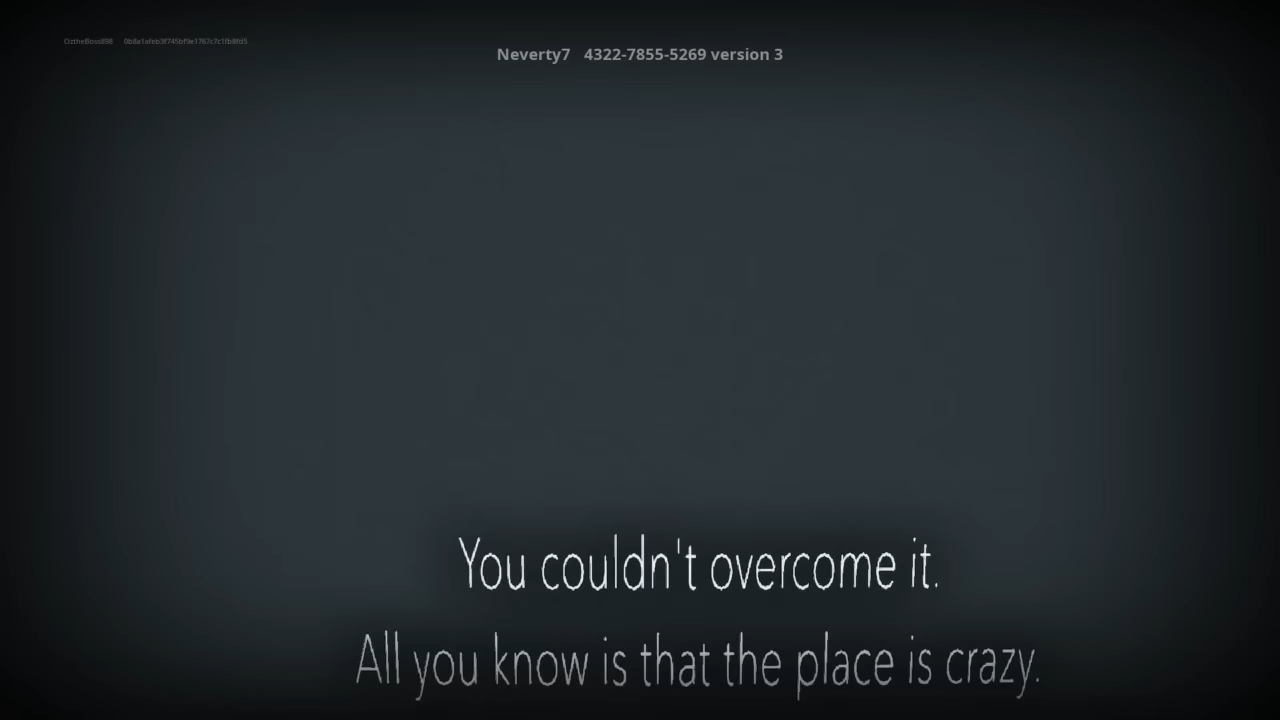 OztheBoss898
Neverty7 4322-7855-5269 version 3
You couldn't overcome it.
All you know is that the place is crazy.